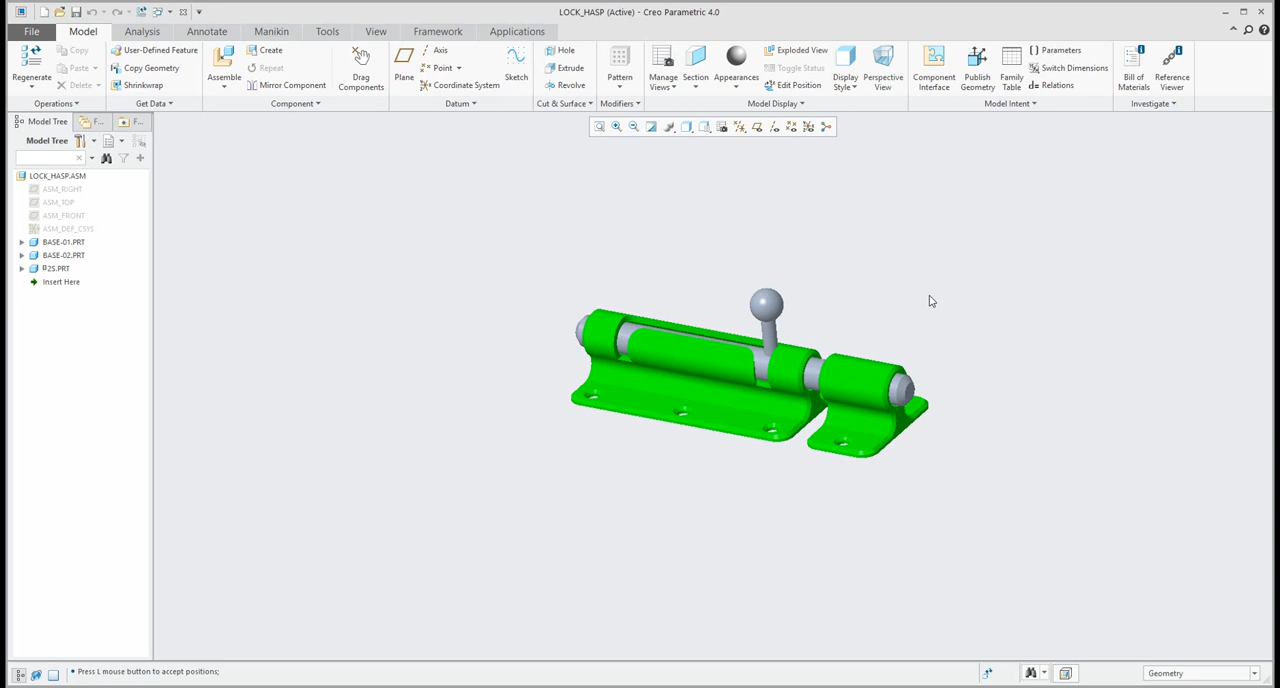 LOCK_HASP (Active) - Creo Parametric 4.0
File Model Analysis Annotate Manikin Tools View Framework Applications
Regenerate
Copy
Paste
Delete
Operations
User-Defined Feature
Copy Geometry
Shrinkwrap
Get Data
Assemble
Create
Repeat
Mirror Component
Drag
Components
Component
Plane
Axis
Point
Coordinate System
Sketch
Datum
Hole
Extrude
Revolve
Cut & Surface
Pattern
Modifiers
Manage
Views
Section
Appearances
Exploded View
Toggle Status
Edit Position
Display
Style
Perspective
View
Model Display
Component
Interface
Publish
Geometry
Family
Table
Parameters
Switch Dimensions
Relations
Model Intent
Bill of
Materials
Reference
Viewer
Investigate
Model Tree F... F...
Model Tree
LOCK_HASP.ASM
ASM_RIGHT
ASM_TOP
ASM_FRONT
ASM_DEF_CSYS
BASE-01.PRT
BASE-02.PRT
Insert Here
Press L mouse button to accept positions;
Geometry